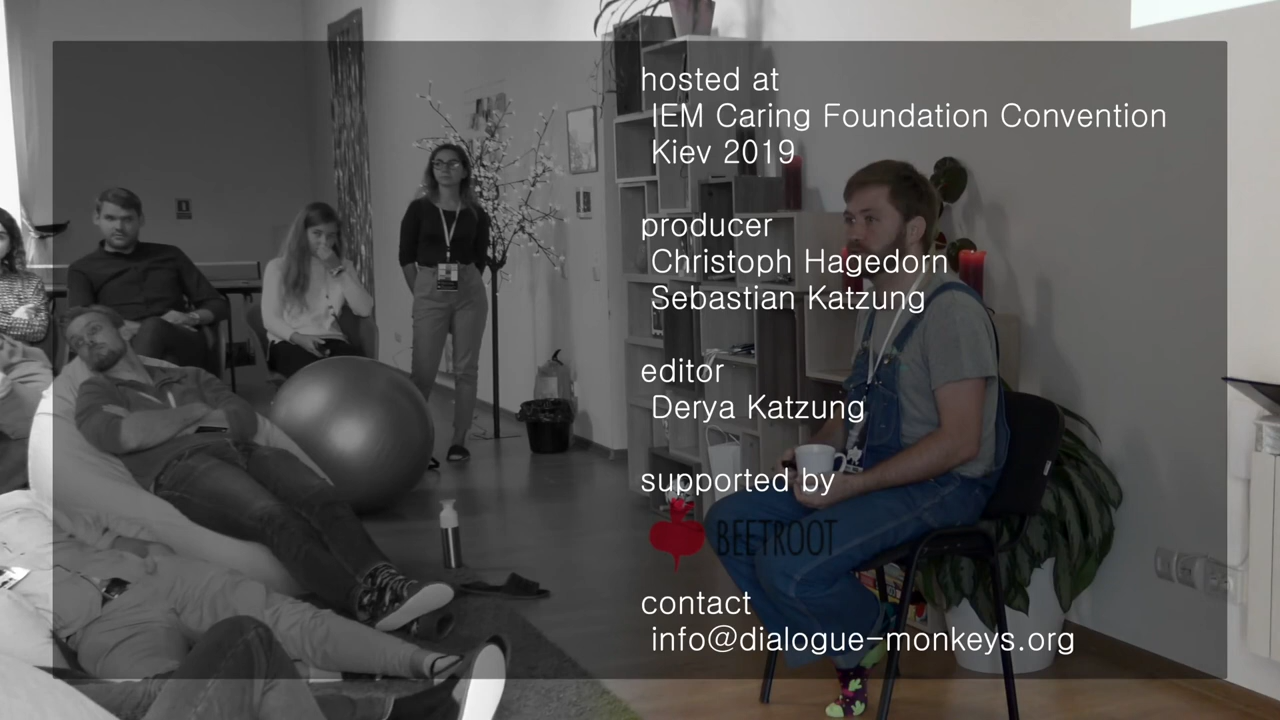 hosted at
IEM Caring Foundation Convention
Kiev 2019
producer
Christoph Hagedorn
Sebastian Katzung
editor
Derya Katzung
supported by
BEETROOT
contact
info@dialogue-monkeys.org